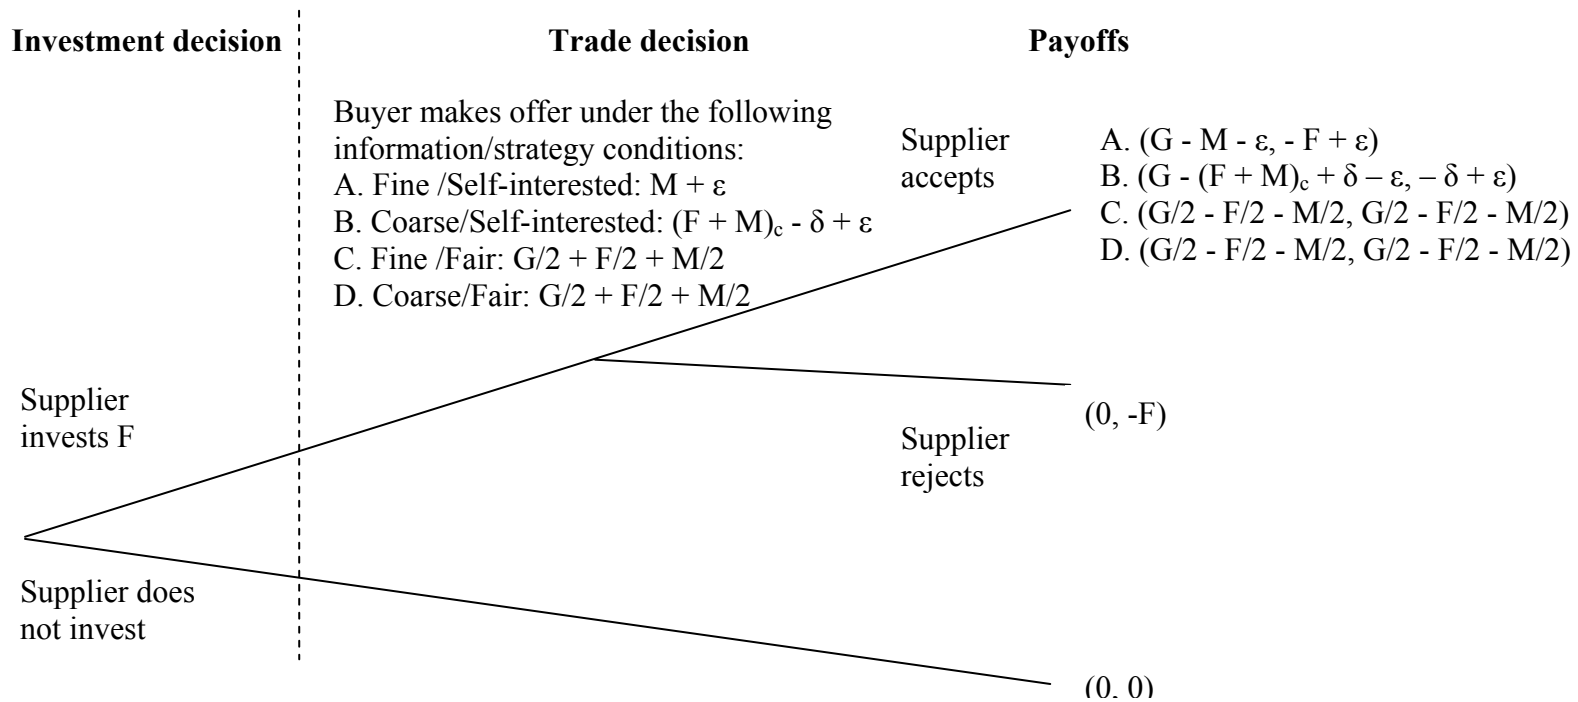 Investment decision
Trade decision
Payoffs
Buyer makes offer under the following
information/strategy conditions:
A. Fine /Self-interested: M + ε
B. Coarse/Self-interested: (F + M)c - δ + ε
C. Fine /Fair: G/2 + F/2 + M/2
D. Coarse/Fair: G/2 + F/2 + M/2
Supplier
accepts
A. (G - M - ε, - F + ε)
B. (G - (F + M)c + δ – ε, – δ + ε)
C. (G/2 - F/2 - M/2, G/2 - F/2 - M/2)
D. (G/2 - F/2 - M/2, G/2 - F/2 - M/2)
Supplier
invests F
(0, -F)
Supplier
rejects
Supplier does
not invest
(0, 0)